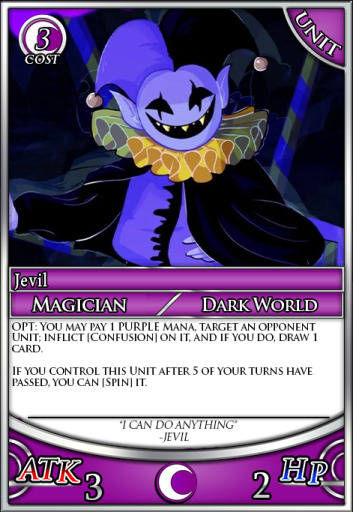 3
COST
UNIT
Jevil
MAGICIAN / DARK WORLD
OPT: YOU MAY PAY 1 PURPLE MANA, TARGET AN OPPONENT
UNIT; INFLICT [CONFUSION] ON IT, AND IF YOU DO, DRAW 1
CARD.
IF YOU CONTROL THIS UNIT AFTER 5 OF YOUR TURNS HAVE
PASSED, YOU CAN [SPIN] IT.
"I CAN DO ANYTHING"
-JEVIL
ATK 3
2 HP